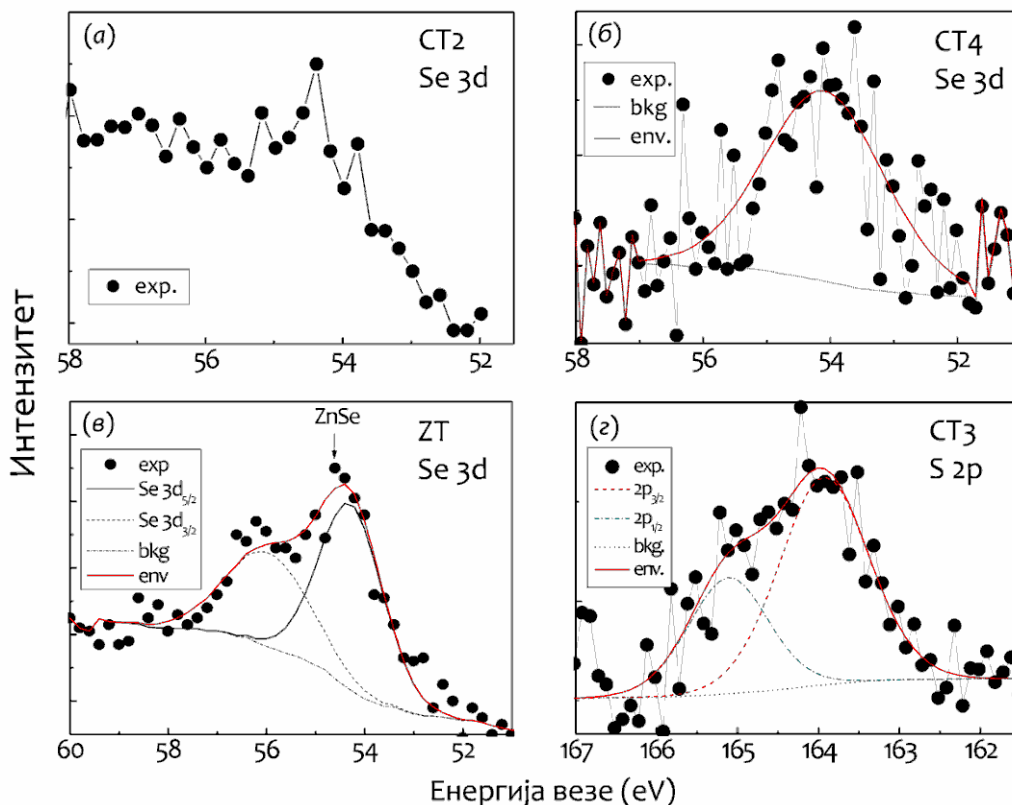 (а)
CT2
Se 3d
exp.
58 56 54 52
(б)
CT4
Se 3d
exp.
bkg
env.
58 56 54 52
(в)
ZnSe
ZT
Se 3d
exp
Se 3d5/2
Se 3d3/2
bkg
env
60 58 56 54 52
(г)
CT3
S 2p
exp.
2p3/2
2p1/2
bkg.
env.
167 166 165 164 163 162
Интензитет
Енергија везе (eV)